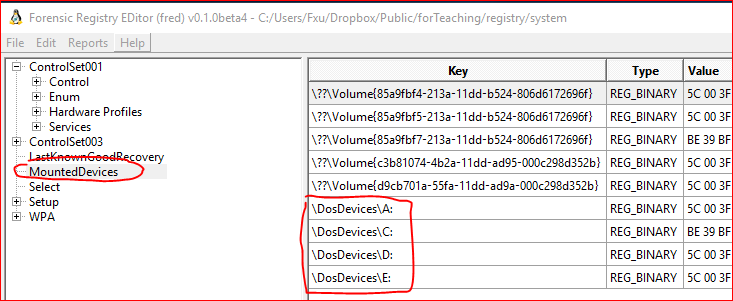 Forensic Registry EDitor (fred) v0.1.0beta4 - C:/Users/Fxu/Dropbox/Public/forTeaching/registry/system
File Edit Reports Help
ControlSet001
Control
Enum
Hardware Profiles
Services
ControlSet003
LastKnownGoodRecovery
MountedDevices
Select
Setup
WPA
Key Type Value
\??\Volume{85a9fbf4-213a-11dd-b524-806d6172696f} REG_BINARY 5C 00 3F
\??\Volume{85a9fbf5-213a-11dd-b524-806d6172696f} REG_BINARY 5C 00 3F
\??\Volume{85a9fbf7-213a-11dd-b524-806d6172696f} REG_BINARY BE 39 BF
\??\Volume{c3b81074-4b2a-11dd-ad95-000c298d352b} REG_BINARY 5C 00 3F
\??\Volume{d9cb701a-55fa-11dd-ad9a-000c298d352b} REG_BINARY 5C 00 3F
\DosDevices\A: REG_BINARY 5C 00 3F
\DosDevices\C: REG_BINARY BE 39 BF
\DosDevices\D: REG_BINARY 5C 00 3F
\DosDevices\E: REG_BINARY 5C 00 3F